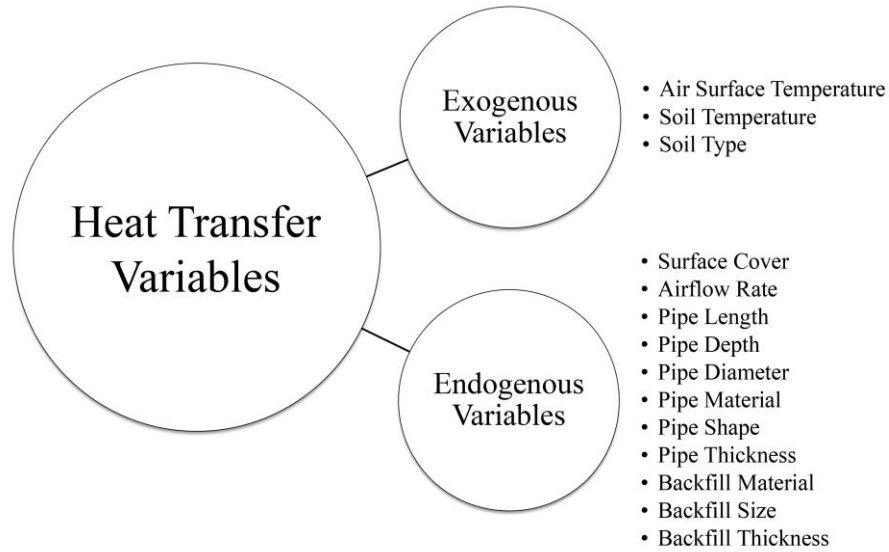 Heat Transfer
Variables
Exogenous
Variables
• Air Surface Temperature
• Soil Temperature
• Soil Type
Endogenous
Variables
• Surface Cover
• Airflow Rate
• Pipe Length
• Pipe Depth
• Pipe Diameter
• Pipe Material
• Pipe Shape
• Pipe Thickness
• Backfill Material
• Backfill Size
• Backfill Thickness